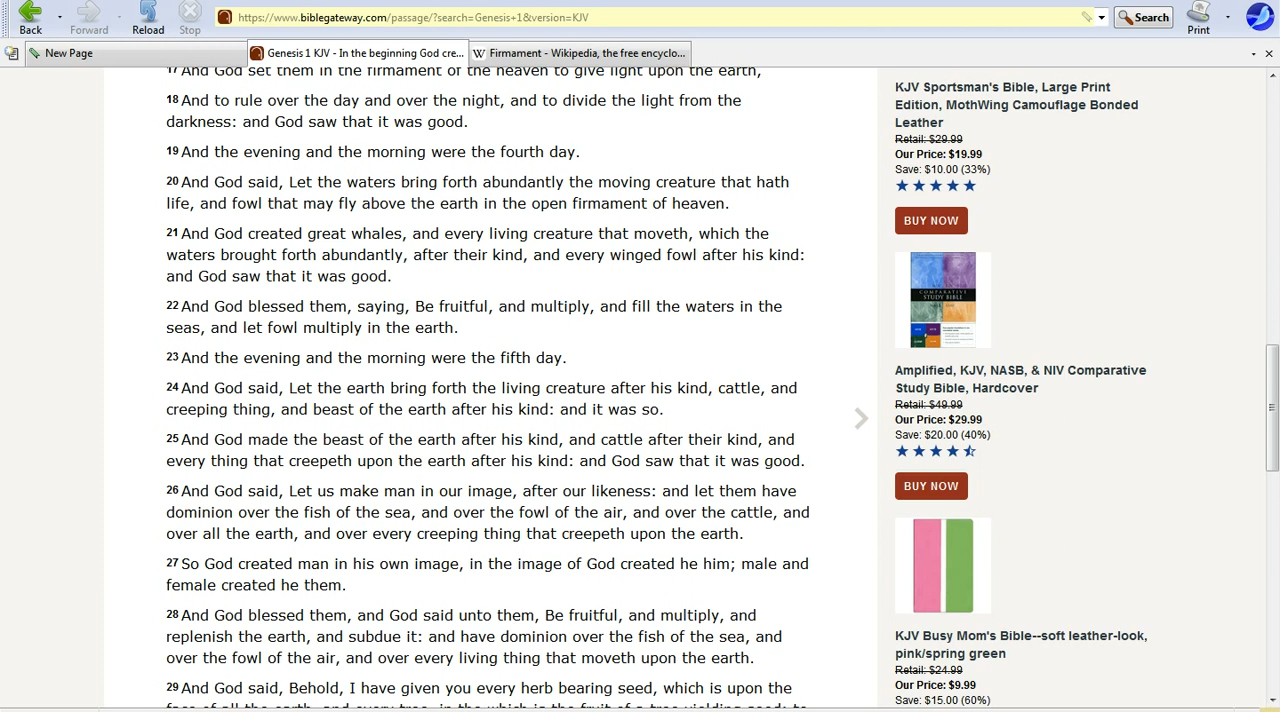 https://www.biblegateway.com/passage/?search=Genesis+1&version=KJV
Back
Forward
Reload
Stop
Search
Print
New Page
Genesis 1 KJV - In the beginning God cre...
W Firmament - Wikipedia, the free encyclo...
17 And God set them in the firmament of the heaven to give light upon the earth,
18 And to rule over the day and over the night, and to divide the light from the
darkness: and God saw that it was good.
19 And the evening and the morning were the fourth day.
20 And God said, Let the waters bring forth abundantly the moving creature that hath
life, and fowl that may fly above the earth in the open firmament of heaven.
21 And God created great whales, and every living creature that moveth, which the
waters brought forth abundantly, after their kind, and every winged fowl after his kind:
and God saw that it was good.
22 And God blessed them, saying, Be fruitful, and multiply, and fill the waters in the
seas, and let fowl multiply in the earth.
23 And the evening and the morning were the fifth day.
24 And God said, Let the earth bring forth the living creature after his kind, cattle, and
creeping thing, and beast of the earth after his kind: and it was so.
25 And God made the beast of the earth after his kind, and cattle after their kind, and
every thing that creepeth upon the earth after his kind: and God saw that it was good.
26 And God said, Let us make man in our image, after our likeness: and let them have
dominion over the fish of the sea, and over the fowl of the air, and over the cattle, and
over all the earth, and over every creeping thing that creepeth upon the earth.
27 So God created man in his own image, in the image of God created he him; male and
female created he them.
28 And God blessed them, and God said unto them, Be fruitful, and multiply, and
replenish the earth, and subdue it: and have dominion over the fish of the sea, and
over the fowl of the air, and over every living thing that moveth upon the earth.
29 And God said, Behold, I have given you every herb bearing seed, which is upon the
face of all the earth, and every tree, in the which is the fruit of a tree yielding seed; to
KJV Sportsman's Bible, Large Print
Edition, MothWing Camouflage Bonded
Leather
Retail: $29.99
Our Price: $19.99
Save: $10.00 (33%)
BUY NOW
COMPARATIVE
STUDY BIBLE
Amplified, KJV, NASB, & NIV Comparative
Study Bible, Hardcover
Retail: $49.99
Our Price: $29.99
Save: $20.00 (40%)
BUY NOW
KJV Busy Mom's Bible--soft leather-look,
pink/spring green
Retail: $24.99
Our Price: $9.99
Save: $15.00 (60%)